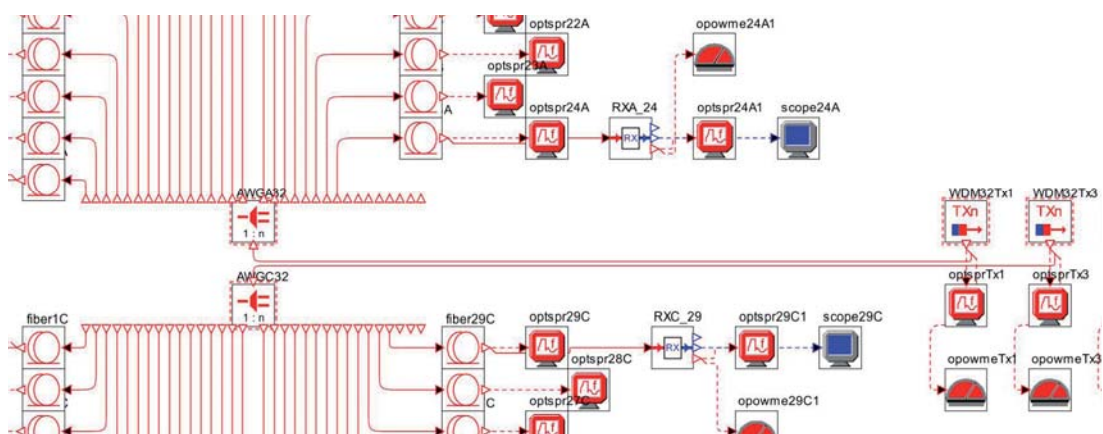 optspr22A
opowme24A1
optspr23A
A
optspr24A
RXA_24
optspr24A1
scope24A
RX
AWGA32
1 : n
WDM32Tx1
WDM32Tx3
TXn
TXn
AWGC32
1 : n
optsprTx1
optsprTx3
fiber1C
fiber29C
optspr29C
RXC_29
optspr29C1
scope29C
RX
optspr28C
opowmeTx1
opowmeTx3
C
optspr27C
opowme29C1